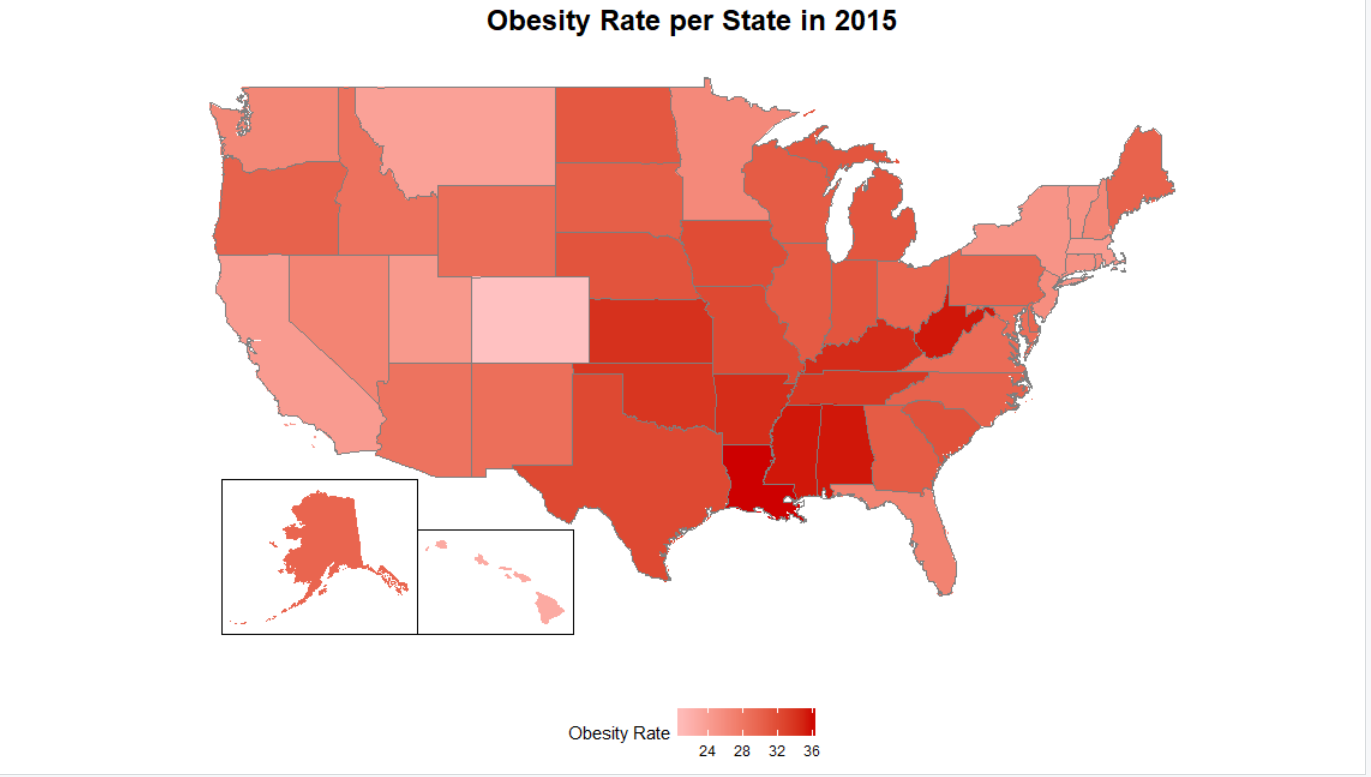 Obesity Rate per State in 2015
Obesity Rate
24 28 32 36